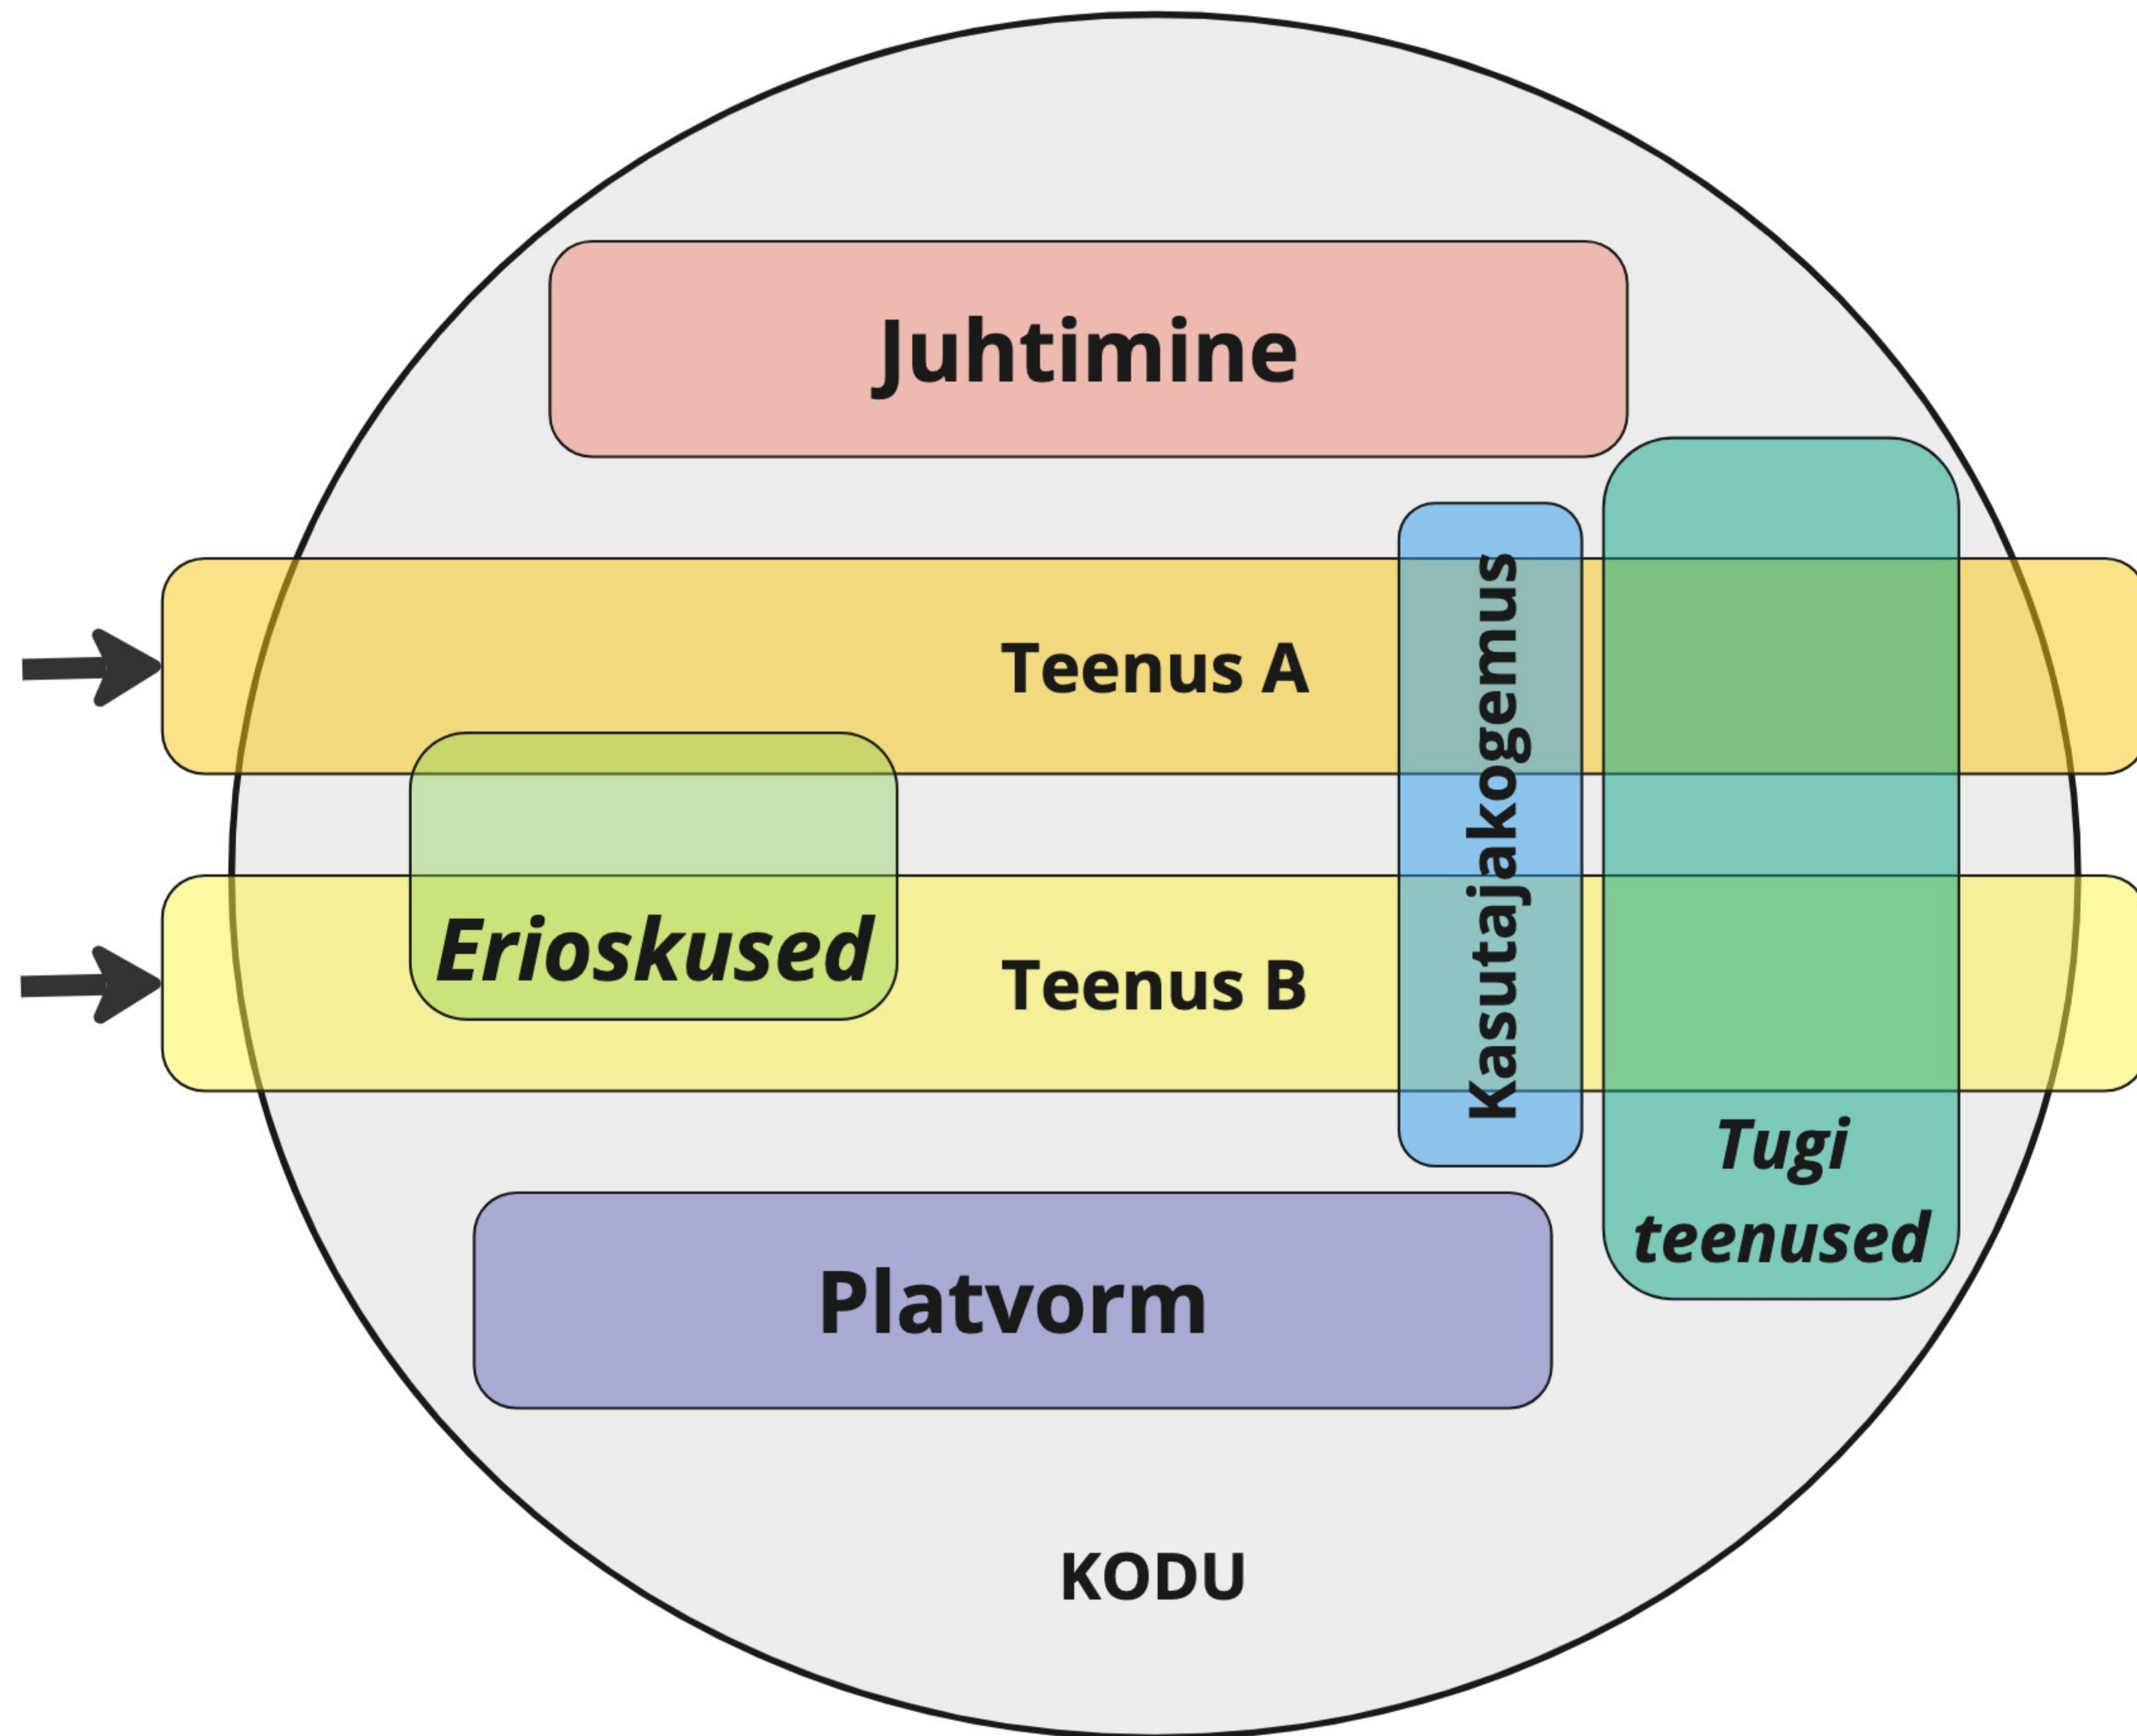 Juhtimine
Teenus A
Kasutajakogemus
Erioskused
Teenus B
Tugi
teenused
Platvorm
KODU